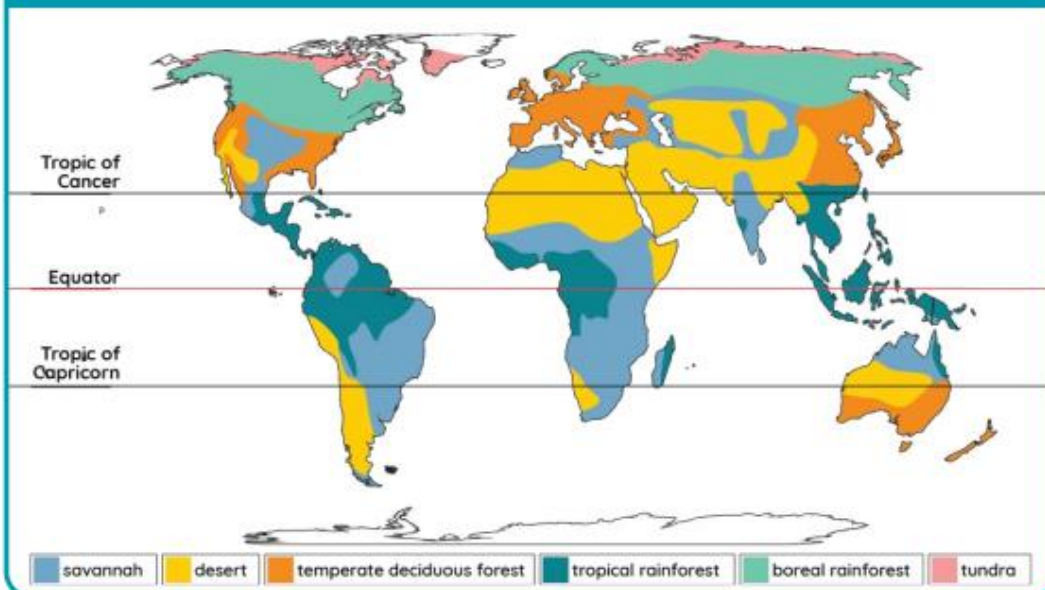 Tropic of
Cancer
P
Equator
Tropic of
Capricorn
savannah
desert
temperate deciduous forest
tropical rainforest
boreal rainforest
tundra